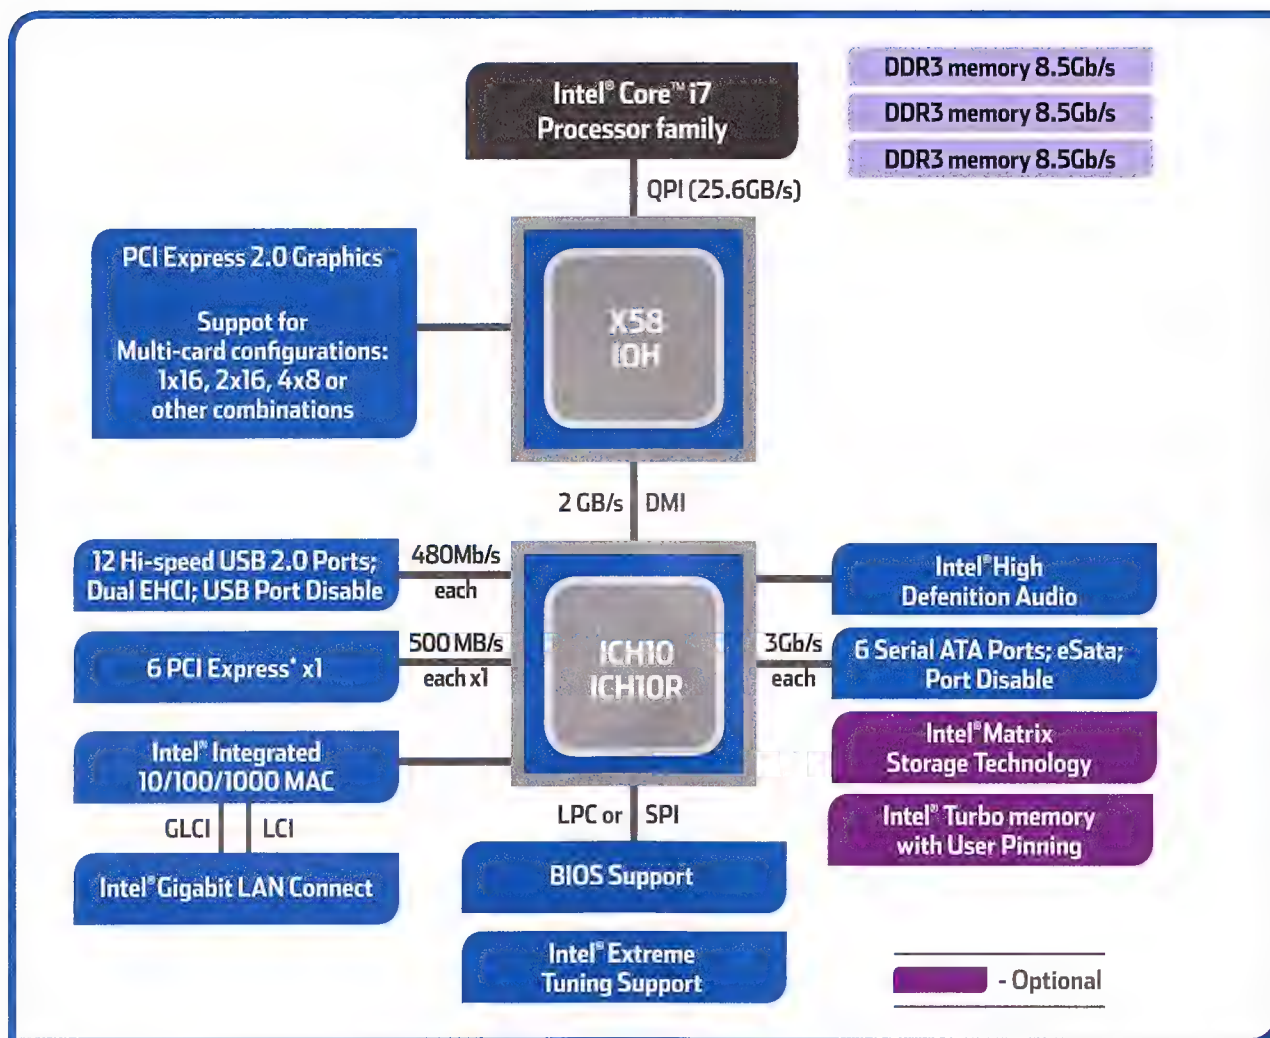 Intel® Core™ i7
Processor family
DDR3 memory 8.5Gb/s
DDR3 memory 8.5Gb/s
DDR3 memory 8.5Gb/s
QPI (25.6GB/s)
PCI Express 2.0 Graphics
Suppot for
Multi-card configurations:
1x16, 2x16, 4x8 or
other combinations
X58
IOH
2 GB/s DMI
12 Hi-speed USB 2.0 Ports;
Dual EHCI; USB Port Disable
480Mb/s
each
Intel® High
Defenition Audio
6 PCI Express* x1
500 MB/s
each x1
ICH10
ICH10R
3Gb/s
each
6 Serial ATA Ports; eSata;
Port Disable
Intel® Integrated
10/100/1000 MAC
Intel® Matrix
Storage Technology
GLCI LCI
LPC or SPI
Intel® Turbo memory
with User Pinning
Intel® Gigabit LAN Connect
BIOS Support
Intel® Extreme
Tuning Support
- Optional